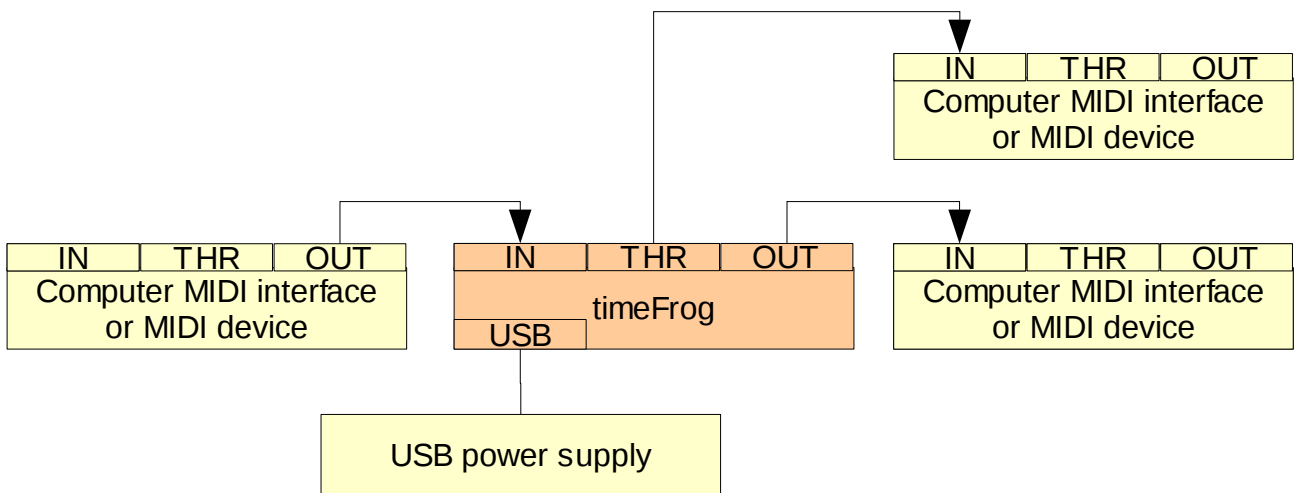 IN THR OUT
Computer MIDI interface
or MIDI device
IN THR OUT
Computer MIDI interface
or MIDI device
IN THR OUT
timeFrog
USB
IN THR OUT
Computer MIDI interface
or MIDI device
USB power supply